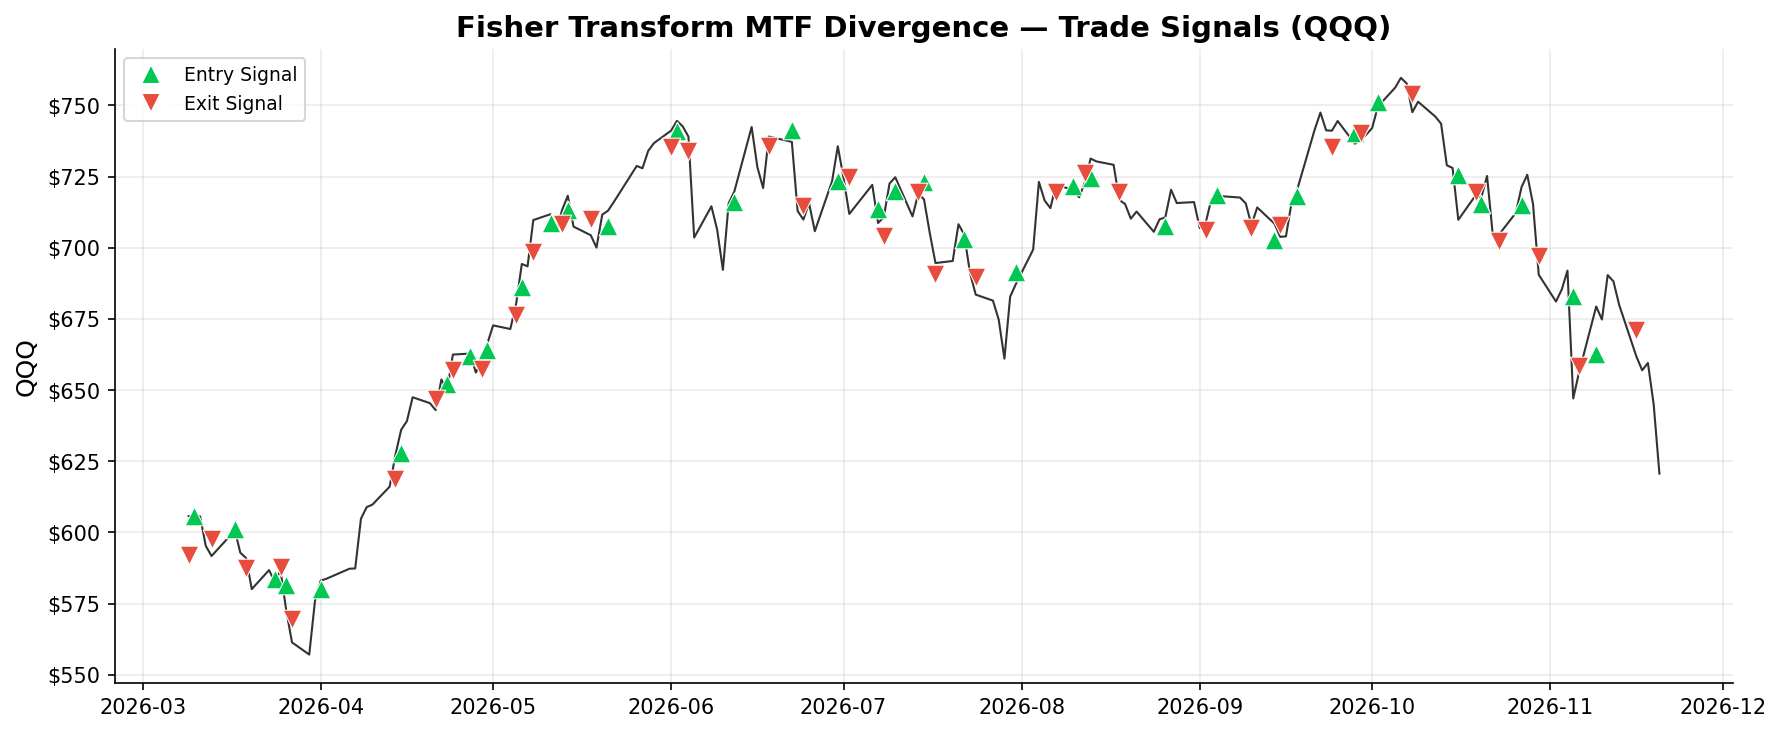 Fisher Transform MTF Divergence — Trade Signals (QQQ)
Entry Signal
Exit Signal
QQQ
$750
$725
$700
$675
$650
$625
$600
$575
$550
2026-03 2026-04 2026-05 2026-06 2026-07 2026-08 2026-09 2026-10 2026-11 2026-12